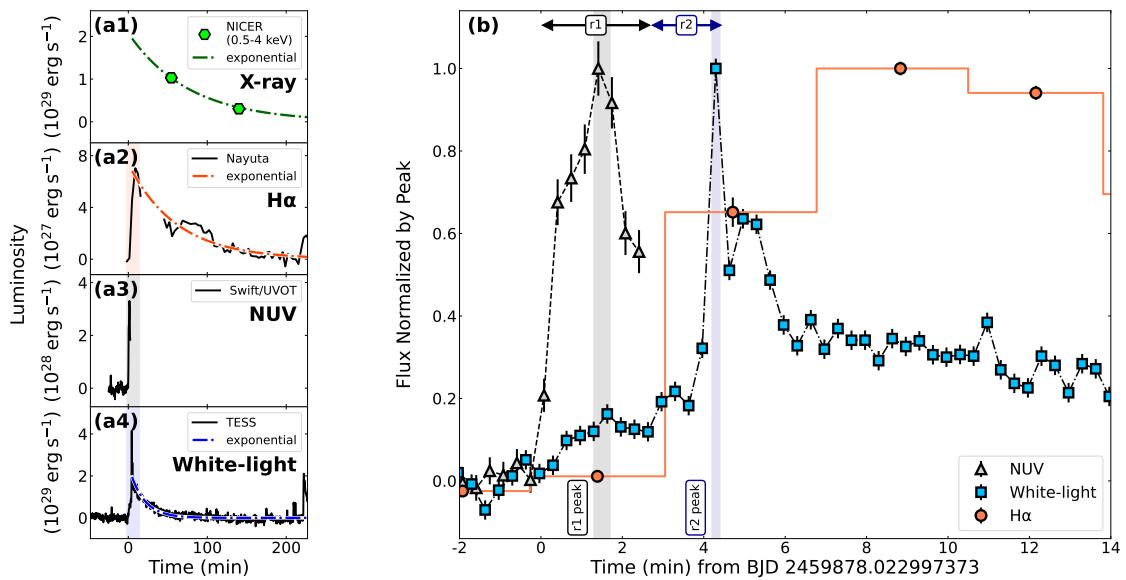 (a1)
NICER
(0.5-4 keV)
exponential
X-ray
(10²⁹ erg s⁻¹)
2
1
0
(a2)
Nayuta
exponential
Hα
(10²⁷ erg s⁻¹)
8
4
0
(a3)
Swift/UVOT
NUV
(10²⁸ erg s⁻¹)
4
2
0
(a4)
TESS
exponential
White-light
(10²⁹ erg s⁻¹)
4
2
0
Luminosity
0 100 200
Time (min)
(b)
r1
r2
Flux Normalized by Peak
1.0
0.8
0.6
0.4
0.2
0.0
r1 peak
r2 peak
NUV
White-light
Hα
-2 0 2 4 6 8 10 12 14
Time (min) from BJD 2459878.022997373